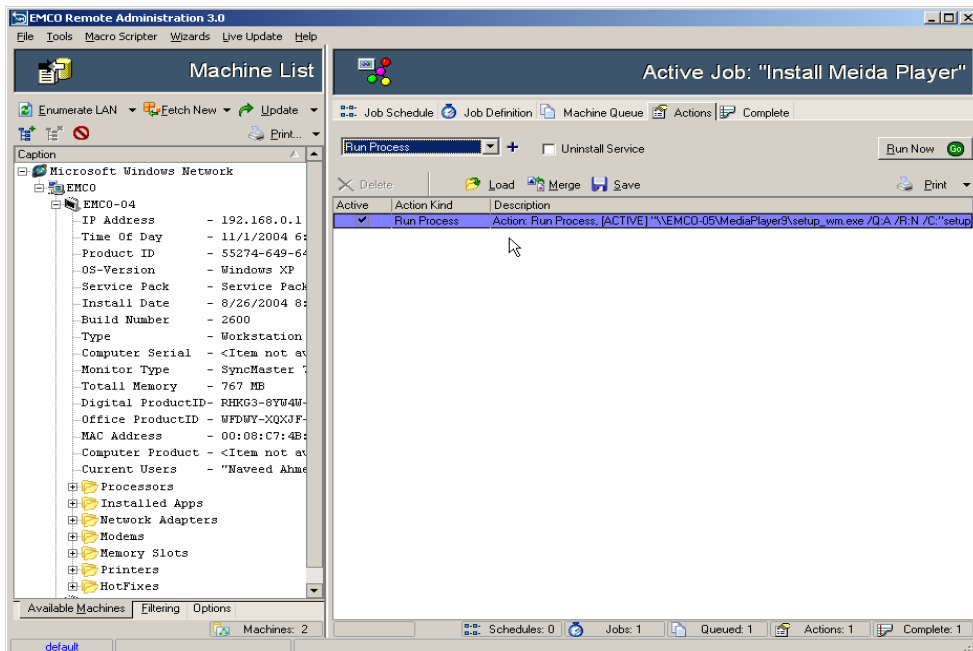 EMCO Remote Administration 3.0
File Tools Macro Scripter Wizards Live Update Help
Machine List
Enumerate LAN Fetch New Update
Print...
Caption
Microsoft Windows Network
EMCO
EMCO-04
IP Address - 192.168.0.1
Time Of Day - 11/1/2004 6:
Product ID - 55274-649-64
OS-Version - Windows XP
Service Pack - Service Pack
Install Date - 8/26/2004 8:
Build Number - 2600
Type - Workstation
Computer Serial - <Item not av
Monitor Type - SyncMaster 7
Totall Memory - 767 MB
Digital ProductID- RHKG3-8YW4W-
Office ProductID - WFDWY-XQXJF-
MAC Address - 00:08:C7:4B:
Computer Product - <Item not av
Current Users - "Naveed Ahme
Processors
Installed Apps
Network Adapters
Modems
Memory Slots
Printers
HotFixes
Available Machines Filtering Options
Machines: 2
default
Active Job: "Install Meida Player"
Job Schedule Job Definition Machine Queue Actions Complete
Run Process Uninstall Service Run Now Go
Delete Load Merge Save Print
Active Action Kind Description
Run Process Action: Run Process, [ACTIVE] "\\EMCO-05\MediaPlayer9\setup_wm.exe /Q:A /R:N /C:"setup
Schedules: 0 Jobs: 1 Queued: 1 Actions: 1 Complete: 1